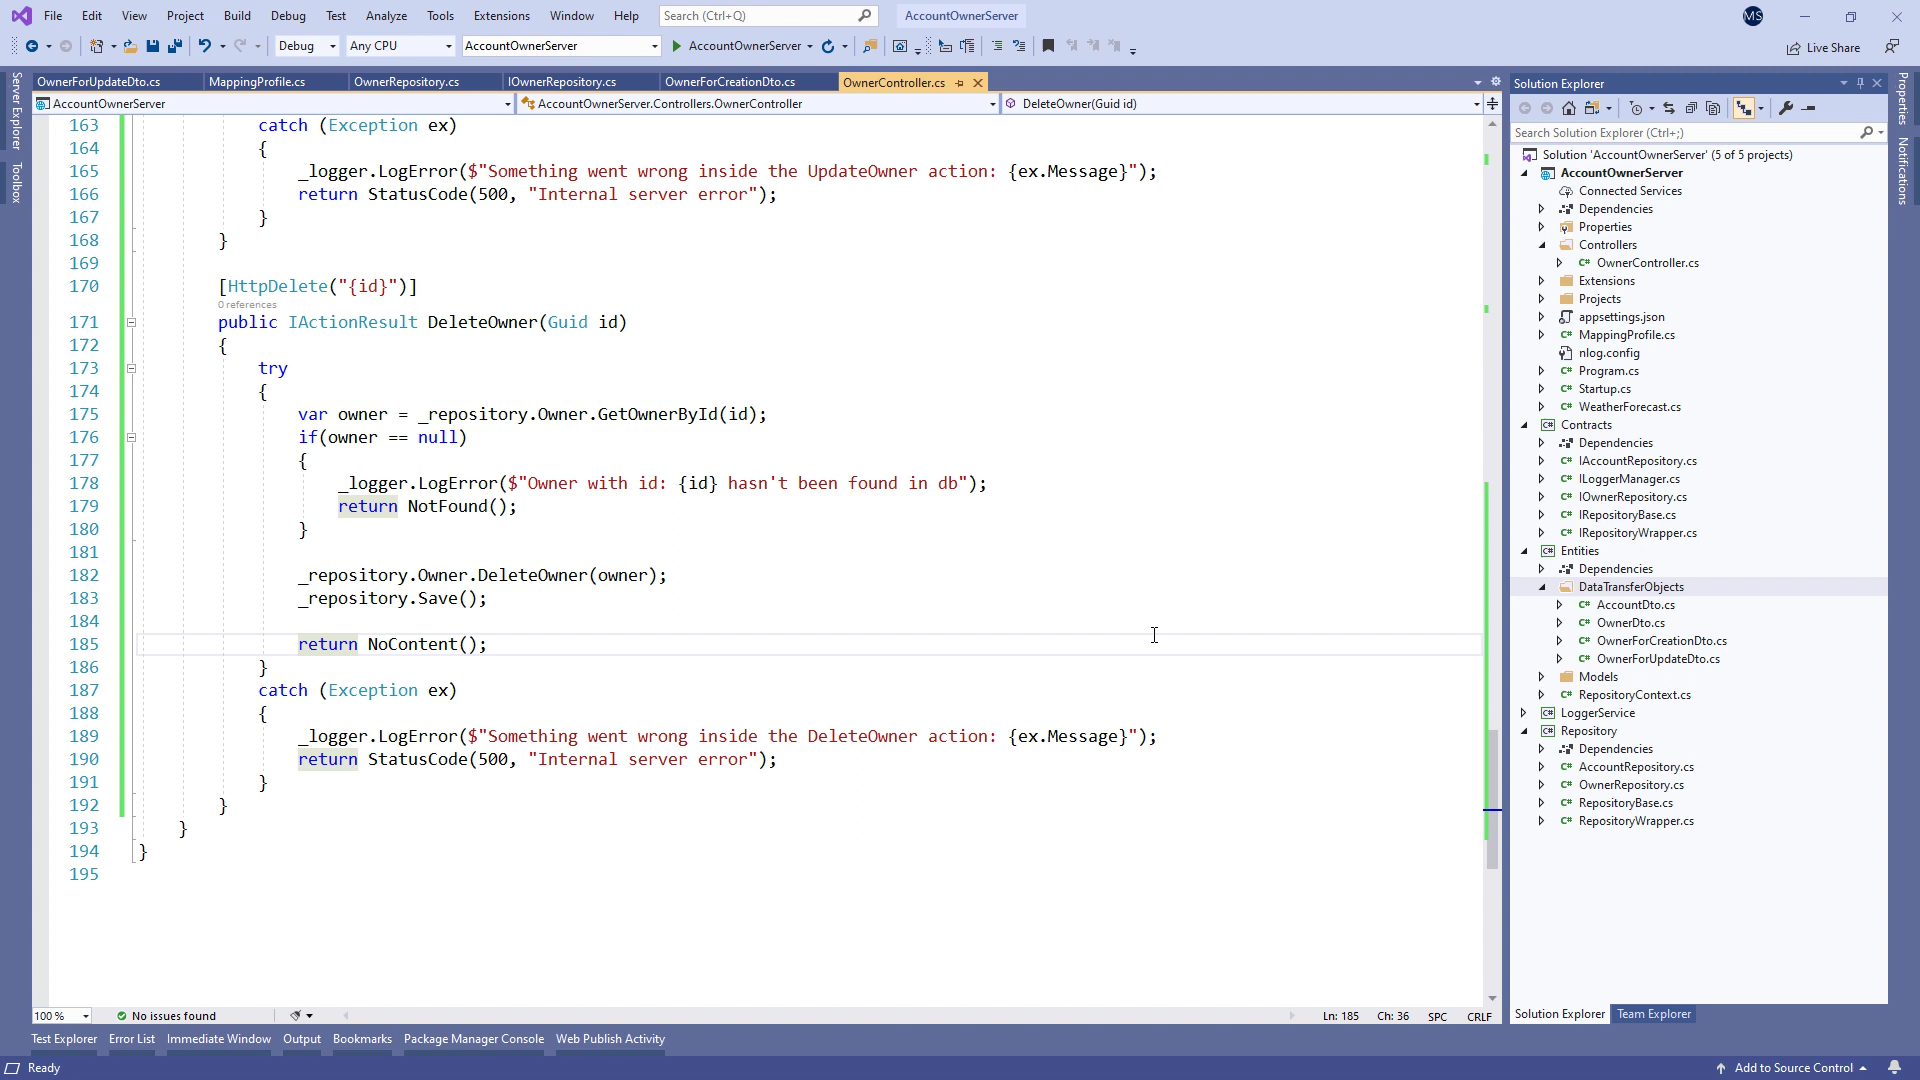 File Edit View Project Build Debug Test Analyze Tools Extensions Window Help Search (Ctrl+Q) AccountOwnerServer MS
Debug Any CPU AccountOwnerServer AccountOwnerServer Live Share
OwnerForUpdateDto.cs MappingProfile.cs OwnerRepository.cs IOwnerRepository.cs OwnerForCreationDto.cs OwnerController.cs
AccountOwnerServer AccountOwnerServer.Controllers.OwnerController DeleteOwner(Guid id)
Server Explorer
Toolbox
163 catch (Exception ex)
164 {
165 _logger.LogError($"Something went wrong inside the UpdateOwner action: {ex.Message}");
166 return StatusCode(500, "Internal server error");
167 }
168 }
169
170 [HttpDelete("{id}")]
0 references
171 public IActionResult DeleteOwner(Guid id)
172 {
173 try
174 {
175 var owner = _repository.Owner.GetOwnerById(id);
176 if(owner == null)
177 {
178 _logger.LogError($"Owner with id: {id} hasn't been found in db");
179 return NotFound();
180 }
181
182 _repository.Owner.DeleteOwner(owner);
183 _repository.Save();
184
185 return NoContent();
186 }
187 catch (Exception ex)
188 {
189 _logger.LogError($"Something went wrong inside the DeleteOwner action: {ex.Message}");
190 return StatusCode(500, "Internal server error");
191 }
192 }
193 }
194 }
195
100 % No issues found Ln: 185 Ch: 36 SPC CRLF
Solution Explorer
Search Solution Explorer (Ctrl+;)
Solution 'AccountOwnerServer' (5 of 5 projects)
AccountOwnerServer
Connected Services
Dependencies
Properties
Controllers
C# OwnerController.cs
Extensions
Projects
appsettings.json
C# MappingProfile.cs
nlog.config
C# Program.cs
C# Startup.cs
C# WeatherForecast.cs
C# Contracts
Dependencies
C# IAccountRepository.cs
C# ILoggerManager.cs
C# IOwnerRepository.cs
C# IRepositoryBase.cs
C# IRepositoryWrapper.cs
C# Entities
Dependencies
DataTransferObjects
C# AccountDto.cs
C# OwnerDto.cs
C# OwnerForCreationDto.cs
C# OwnerForUpdateDto.cs
Models
C# RepositoryContext.cs
C# LoggerService
C# Repository
Dependencies
C# AccountRepository.cs
C# OwnerRepository.cs
C# RepositoryBase.cs
C# RepositoryWrapper.cs
Solution Explorer Team Explorer
Properties
Notifications
Test Explorer Error List Immediate Window Output Bookmarks Package Manager Console Web Publish Activity
Ready Add to Source Control